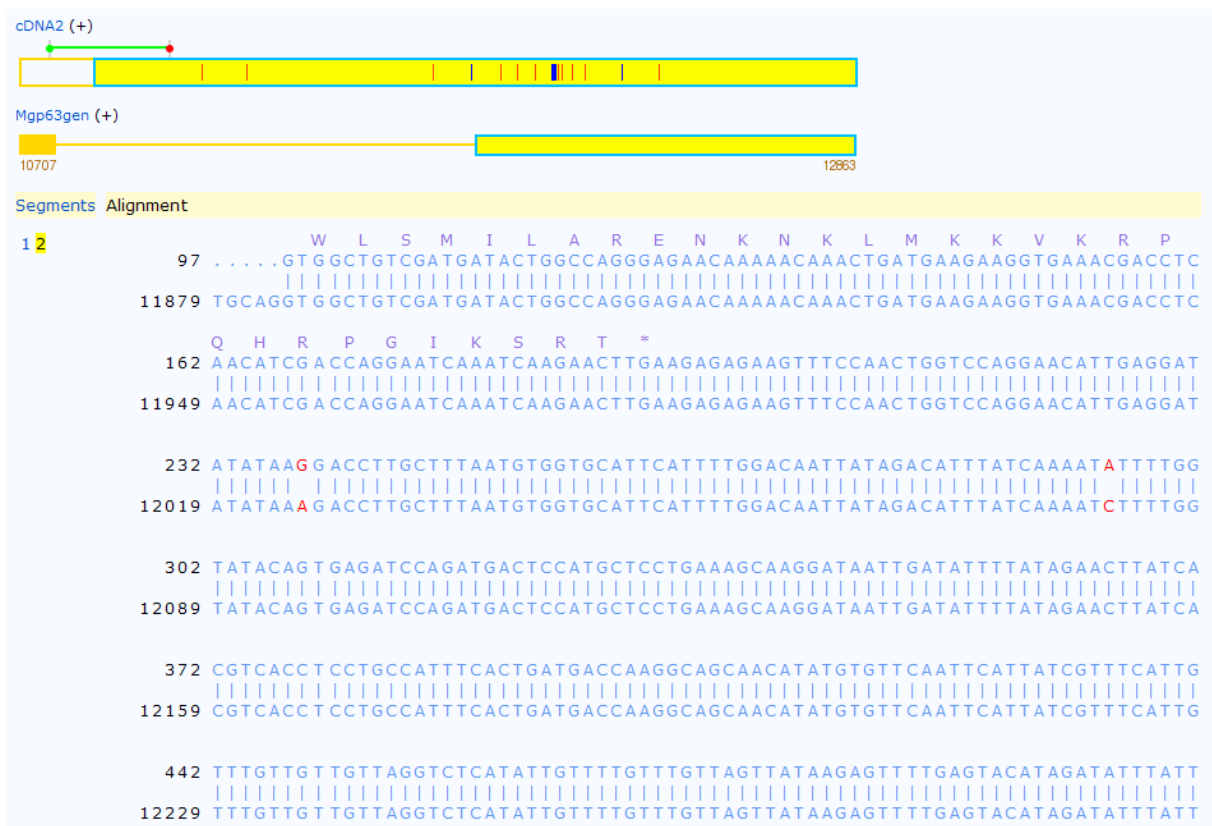 cDNA2 (+)
Mgp63gen (+)
10707 12863
Segments Alignment
1 2
W L S M I L A R E N K N K L M K K V K R P
97 .....GTGGCTGTCGATGATACTGGCCAGGGAGAACAAAAACAAACTGATGAAGAAGGTGAAACGACCTC
11879 TGCAGGTGGCTGTCGATGATACTGGCCAGGGAGAACAAAAACAAACTGATGAAGAAGGTGAAACGACCTC
Q H R P G I K S R T *
162 AACATCGACCAGGAATCAAATCAAGAACTTGAAGAGAGAAGTTTCCAACTGGTCCAGGAACATTGAGGAT
11949 AACATCGACCAGGAATCAAATCAAGAACTTGAAGAGAGAAGTTTCCAACTGGTCCAGGAACATTGAGGAT
232 ATATAAGGACCTTGCTTTAATGTGGTGCATTCATTTTGGACAATTATAGACATTTATCAAAATATTTTGG
12019 ATATAAAGACCTTGCTTTAATGTGGTGCATTCATTTTGGACAATTATAGACATTTATCAAAATCTTTTGG
302 TATACAGTGAGATCCAGATGACTCCATGCTCCTGAAAGCAAGGATAATTGATATTTTATAGAACTTATCA
12089 TATACAGTGAGATCCAGATGACTCCATGCTCCTGAAAGCAAGGATAATTGATATTTTATAGAACTTATCA
372 CGTCACCTCCTGCCATTTCACTGATGACCAAGGCAGCAACATATGTGTTCAATTCATTATCGTTTCATTG
12159 CGTCACCTCCTGCCATTTCACTGATGACCAAGGCAGCAACATATGTGTTCAATTCATTATCGTTTCATTG
442 TTTGTTGTTGTTAGGTCTCATATTGTTTTGTTTGTTAGTTATAAGAGTTTTGAGTACATAGATATTTATT
12229 TTTGTTGTTGTTAGGTCTCATATTGTTTTGTTTGTTAGTTATAAGAGTTTTGAGTACATAGATATTTATT